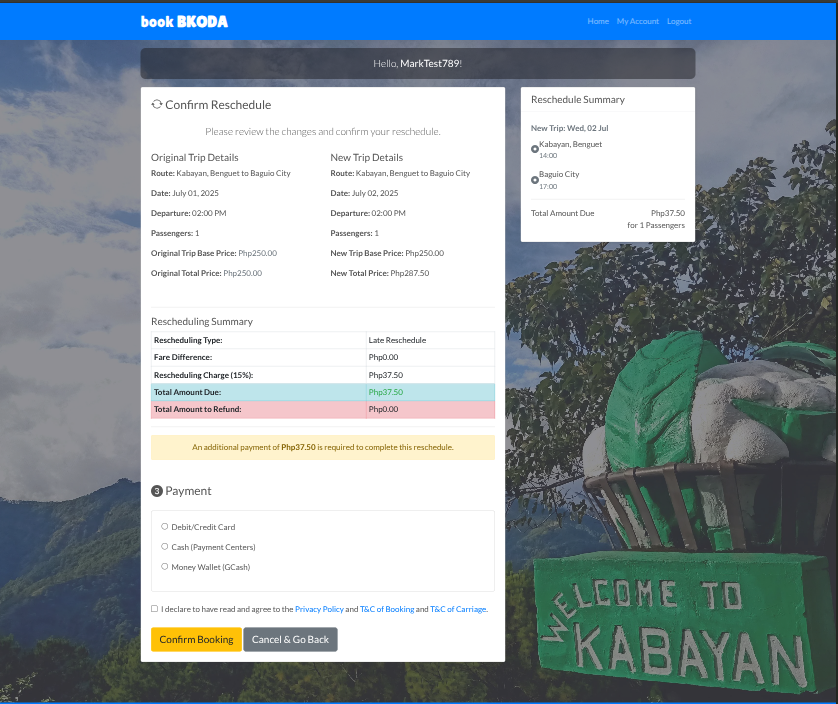 book BKODA
Home My Account Logout
Hello, MarkTest789!
Confirm Reschedule
Please review the changes and confirm your reschedule.
Original Trip Details
Route: Kabayan, Benguet to Baguio City
Date: July 01, 2025
Departure: 02:00 PM
Passengers: 1
Original Trip Base Price: Php250.00
Original Total Price: Php250.00
New Trip Details
Route: Kabayan, Benguet to Baguio City
Date: July 02, 2025
Departure: 02:00 PM
Passengers: 1
New Trip Base Price: Php250.00
New Total Price: Php287.50
Rescheduling Summary
Rescheduling Type: Late Reschedule
Fare Difference: Php0.00
Rescheduling Charge (15%): Php37.50
Total Amount Due: Php37.50
Total Amount to Refund: Php0.00
An additional payment of Php37.50 is required to complete this reschedule.
3 Payment
Debit/Credit Card
Cash (Payment Centers)
Money Wallet (GCash)
I declare to have read and agree to the Privacy Policy and T&C of Booking and T&C of Carriage.
Confirm Booking Cancel & Go Back
Reschedule Summary
New Trip: Wed, 02 Jul
Kabayan, Benguet
14:00
Baguio City
17:00
Total Amount Due Php37.50
for 1 Passengers
WELCOME TO
KABAYAN